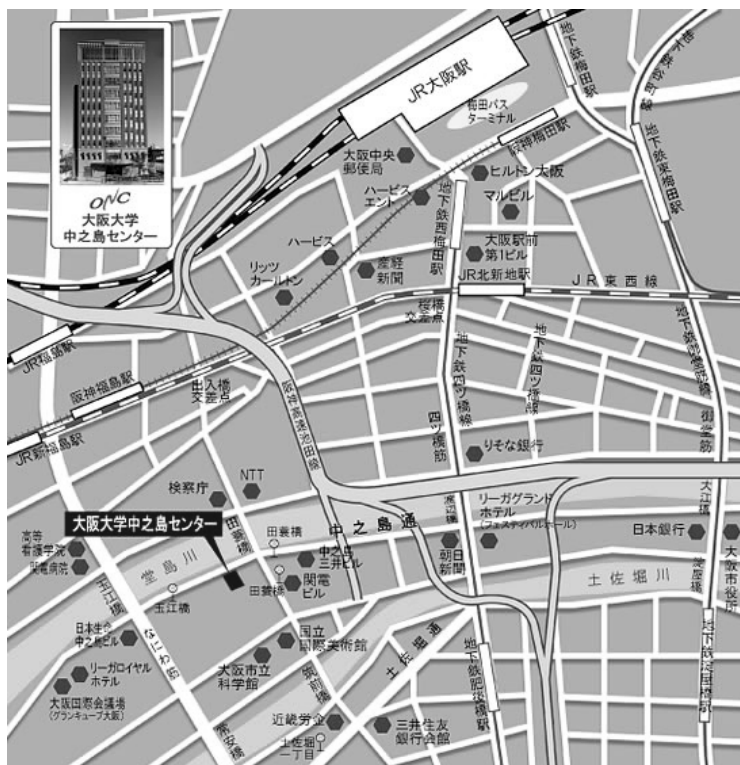 ONC
大阪大学
中之島センター
JR大阪駅
梅田バス
ターミナル
地下鉄梅田駅
阪神梅田駅
地下鉄東梅田駅
大阪中央
郵便局
ヒルトン大阪
ハービス
エント
マルビル
地下鉄西梅田駅
大阪駅前
第1ビル
ハービス
産経
新聞
リッツ
カールトン
JR北新地駅
JR東西線
桜橋
交差点
JR福島駅
阪神福島駅
JR新福島駅
出入橋
交差点
阪神高速池田線
地下鉄四ツ橋線
地下鉄四ツ橋線
四ツ橋筋
御堂筋
りそな銀行
NTT
検察庁
大阪大学中之島センター
田蓑橋
田蓑橋
中之島通
渡辺橋
大江橋
リーガグランド
ホテル
(フェスティバルホール)
日本銀行
大阪市役所
高等
看護学院
関電病院
堂島川
中之島
三井ビル
朝日
新聞
関電
ビル
田蓑橋
玉江橋
玉江橋
土佐堀川
淀屋橋
日本生命
中之島ビル
なにわ筋
国立
国際美術館
大阪市立
科学館
筑前橋
土佐堀通
リーガロイヤル
ホテル
大阪国際会議場
(グランキューブ大阪)
常安橋
近畿労金
土佐堀
一丁目
三井住友
銀行会館
地下鉄肥後橋駅
地下鉄淀屋橋駅